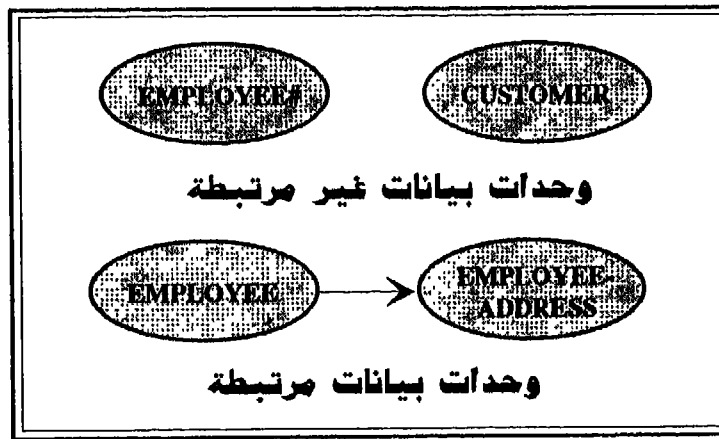 EMPLOYEE#
CUSTOMER
وحدات بيانات غير مرتبطة
EMPLOYEE
EMPLOYEE-
ADDRESS
وحدات بيانات مرتبطة